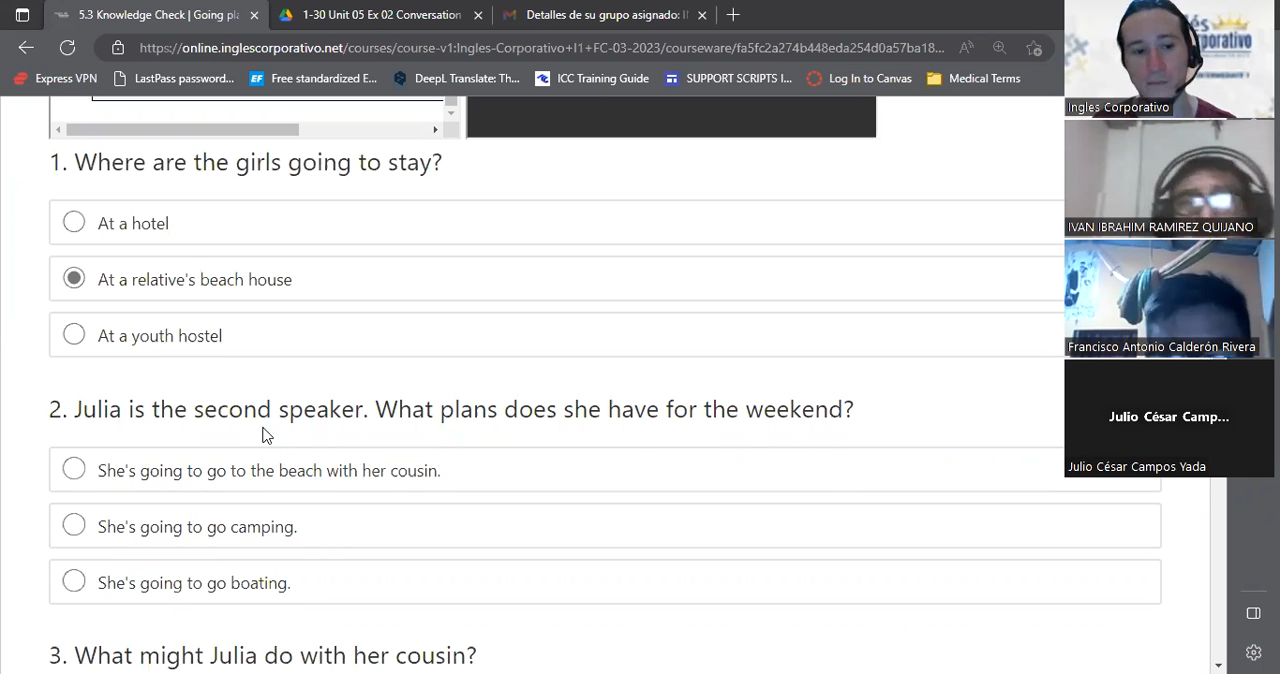 5.3 Knowledge Check | Going pla
1-30 Unit 05 Ex 02 Conversation
Detalles de su grupo asignado: I
https://online.inglescorporativo.net/courses/course-v1:Ingles-Corporativo+I1+FC-03-2023/courseware/fa5fc2a274b448eda254d0a57ba18...
Express VPN
LastPass password...
EF Free standardized E...
DeepL Translate: Th...
ICC Training Guide
SUPPORT SCRIPTS I...
Log In to Canvas
Medical Terms
Ingles Corporativo
IVAN IBRAHIM RAMIREZ QUIJANO
Francisco Antonio Calderón Rivera
Julio César Camp...
Julio César Campos Yada
1. Where are the girls going to stay?
At a hotel
At a relative's beach house
At a youth hostel
2. Julia is the second speaker. What plans does she have for the weekend?
She's going to go to the beach with her cousin.
She's going to go camping.
She's going to go boating.
3. What might Julia do with her cousin?